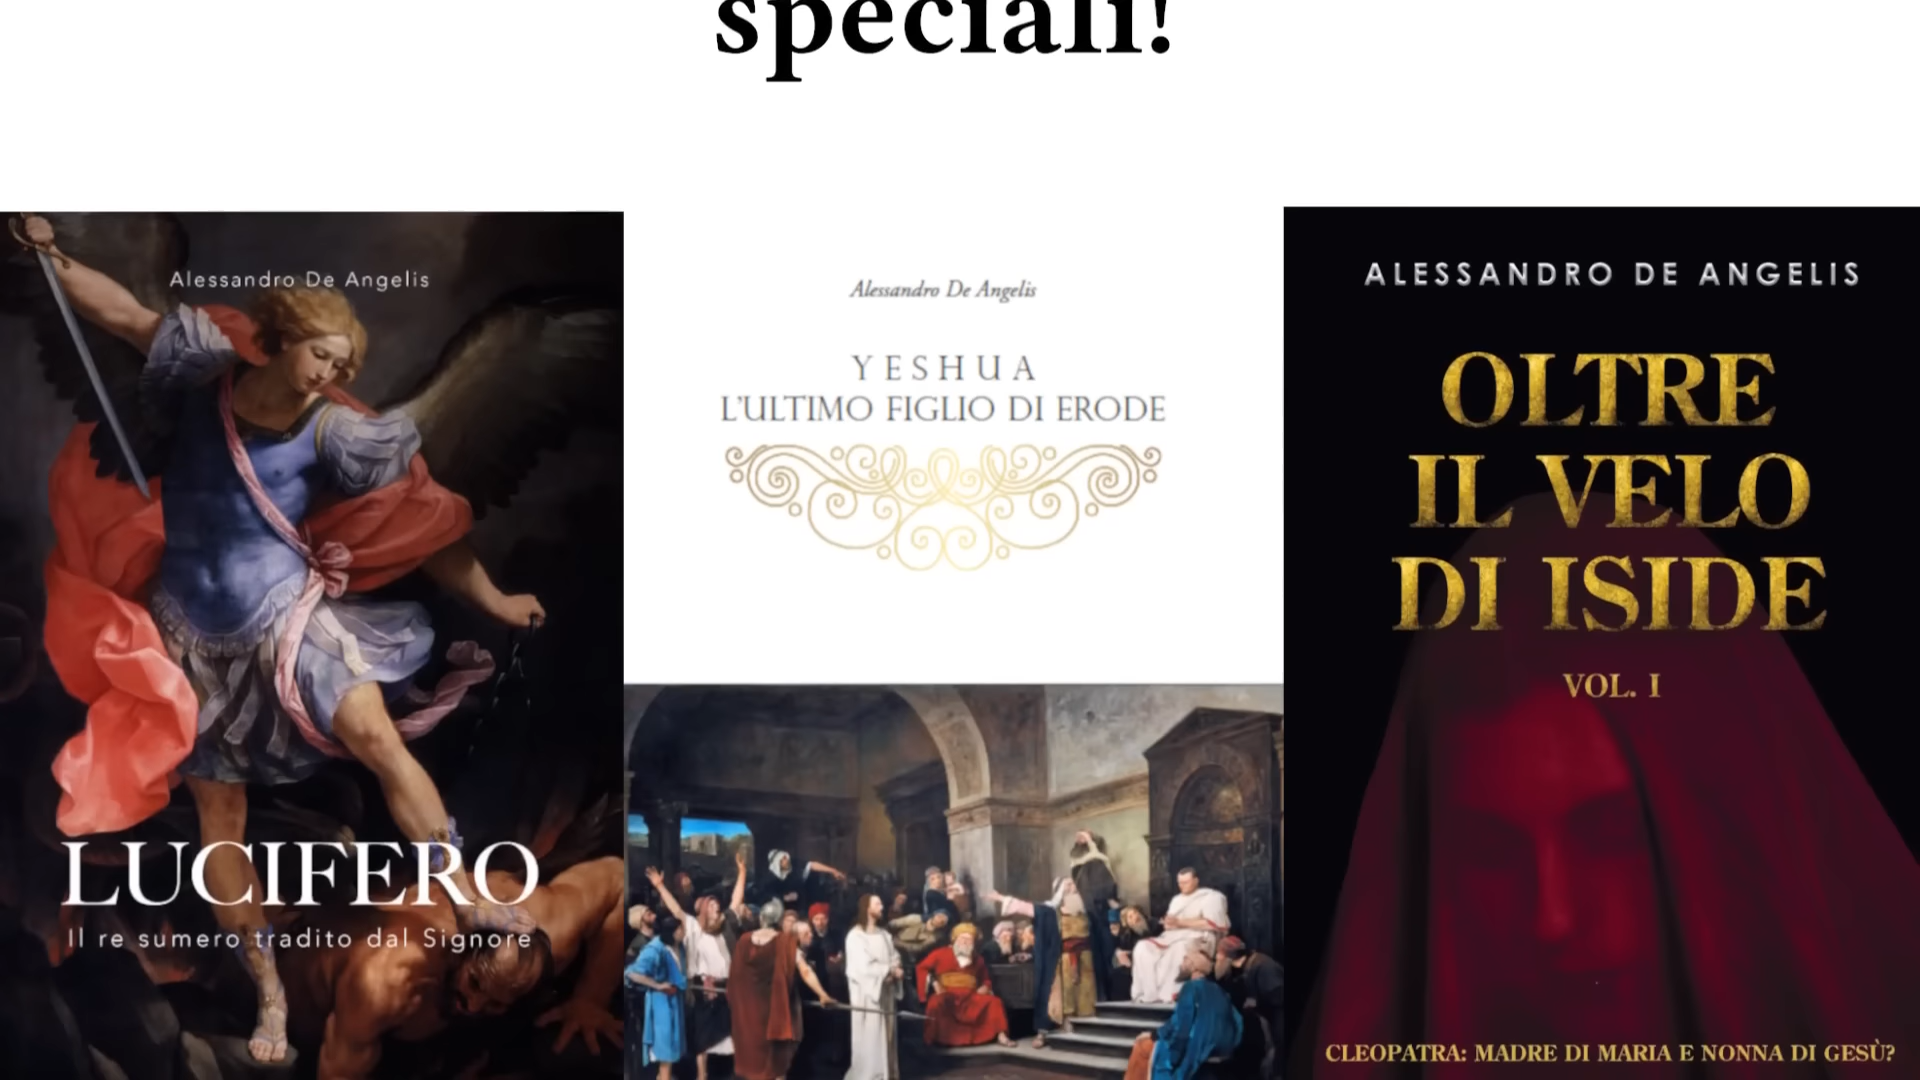 speciali!
Alessandro De Angelis
LUCIFERO
Il re sumero tradito dal Signore
Alessandro De Angelis
YESHUA
L'ULTIMO FIGLIO DI ERODE
ALESSANDRO DE ANGELIS
OLTRE
IL VELO
DI ISIDE
VOL. I
CLEOPATRA: MADRE DI MARIA E NONNA DI GESÙ?